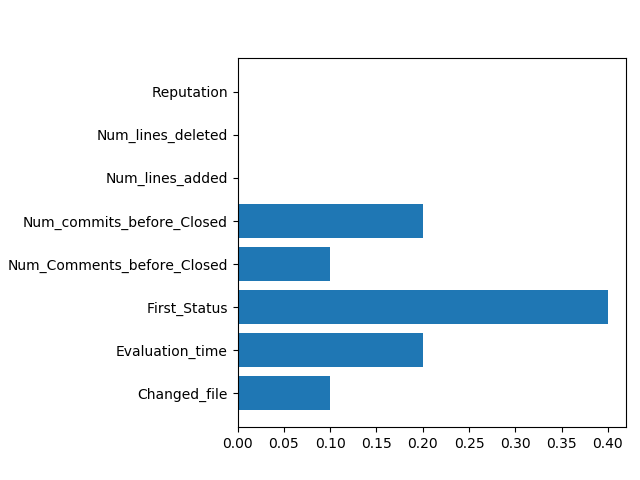 Reputation
Num_lines_deleted
Num_lines_added
Num_commits_before_Closed
Num_Comments_before_Closed
First_Status
Evaluation_time
Changed_file
0.00 0.05 0.10 0.15 0.20 0.25 0.30 0.35 0.40